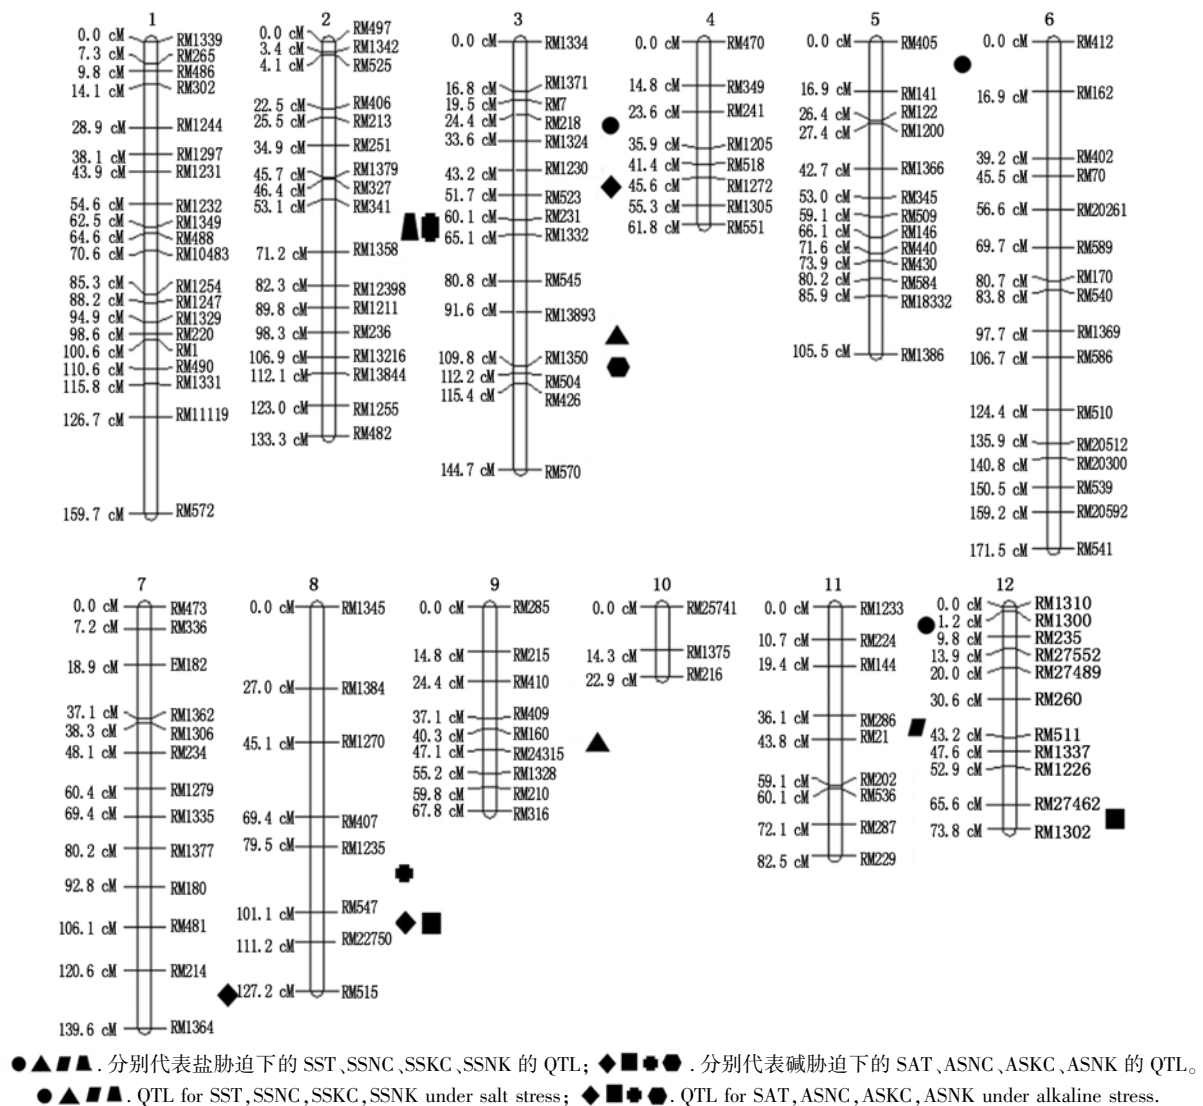 1 2 3 4 5 6
0.0 cM RM1339
7.3 cM RM265
9.8 cM RM486
14.1 cM RM302
28.9 cM RM1244
38.1 cM RM1297
43.9 cM RM1231
54.6 cM RM1232
62.5 cM RM1349
64.6 cM RM488
70.6 cM RM10483
85.3 cM RM1254
88.2 cM RM1247
94.9 cM RM1329
98.6 cM RM220
100.6 cM RM1
110.6 cM RM490
115.8 cM RM1331
126.7 cM RM11119
159.7 cM RM572
0.0 cM RM497
3.4 cM RM1342
4.1 cM RM525
22.5 cM RM406
25.5 cM RM213
34.9 cM RM251
45.7 cM RM1379
46.4 cM RM327
53.1 cM RM341
71.2 cM RM1358
82.3 cM RM12398
89.8 cM RM1211
98.3 cM RM236
106.9 cM RM13216
112.1 cM RM13844
123.0 cM RM1255
133.3 cM RM482
0.0 cM RM1334
16.8 cM RM1371
19.5 cM RM7
24.4 cM RM218
33.6 cM RM1324
43.2 cM RM1230
51.7 cM RM523
60.1 cM RM231
65.1 cM RM1332
80.8 cM RM545
91.6 cM RM13893
109.8 cM RM1350
112.2 cM RM504
115.4 cM RM426
144.7 cM RM570
0.0 cM RM470
14.8 cM RM349
23.6 cM RM241
35.9 cM RM1205
41.4 cM RM518
45.6 cM RM1272
55.3 cM RM1305
61.8 cM RM551
0.0 cM RM405
16.9 cM RM141
26.4 cM RM122
27.4 cM RM1200
42.7 cM RM1366
53.0 cM RM345
59.1 cM RM509
66.1 cM RM146
71.6 cM RM440
73.9 cM RM430
80.2 cM RM584
85.9 cM RM18332
105.5 cM RM1386
0.0 cM RM412
16.9 cM RM162
39.2 cM RM402
45.5 cM RM70
56.6 cM RM20261
69.7 cM RM589
80.7 cM RM170
83.8 cM RM540
97.7 cM RM1369
106.7 cM RM586
124.4 cM RM510
135.9 cM RM20512
140.8 cM RM20300
150.5 cM RM539
159.2 cM RM20592
171.5 cM RM541
7 8 9 10 11 12
0.0 cM RM473
7.2 cM RM336
18.9 cM EM182
37.1 cM RM1362
38.3 cM RM1306
48.1 cM RM234
60.4 cM RM1279
69.4 cM RM1335
80.2 cM RM1377
92.8 cM RM180
106.1 cM RM481
120.6 cM RM214
139.6 cM RM1364
0.0 cM RM1345
27.0 cM RM1384
45.1 cM RM1270
69.4 cM RM407
79.5 cM RM1235
101.1 cM RM547
111.2 cM RM22750
127.2 cM RM515
0.0 cM RM285
14.8 cM RM215
24.4 cM RM410
37.1 cM RM409
40.3 cM RM160
47.1 cM RM24315
55.2 cM RM1328
59.8 cM RM210
67.8 cM RM316
0.0 cM RM25741
14.3 cM RM1375
22.9 cM RM216
0.0 cM RM1233
10.7 cM RM224
19.4 cM RM144
36.1 cM RM286
43.8 cM RM21
59.1 cM RM202
60.1 cM RM536
72.1 cM RM287
82.5 cM RM229
0.0 cM RM1310
1.2 cM RM1300
9.8 cM RM235
13.9 cM RM27552
20.0 cM RM27489
30.6 cM RM260
43.2 cM RM511
47.6 cM RM1337
52.9 cM RM1226
65.6 cM RM27462
73.8 cM RM1302
.分别代表盐胁迫下的 SST、SSNC、SSKC、SSNK 的 QTL; .分别代表碱胁迫下的 SAT、ASNC、ASKC、ASNK 的 QTL。
. QTL for SST, SSNC, SSKC, SSNK under salt stress; . QTL for SAT, ASNC, ASKC, ASNK under alkaline stress.